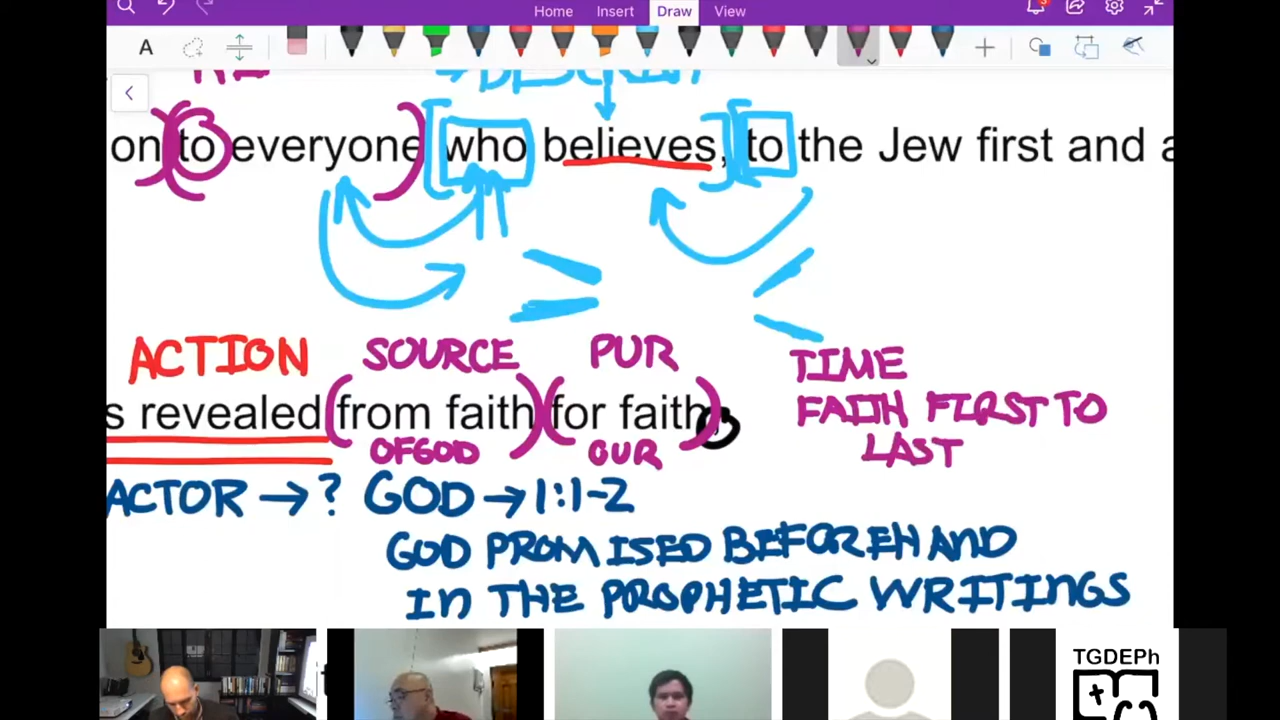 Home Insert Draw View
A
on to everyone who believes, to the Jew first and a
ACTION SOURCE PUR TIME
s revealed from faith for faith, FAITH FIRST TO
OF GOD OUR LAST
ACTOR → ? GOD → 1:1-2
GOD PROMISED BEFOREHAND
IN THE PROPHETIC WRITINGS
TGDEPh